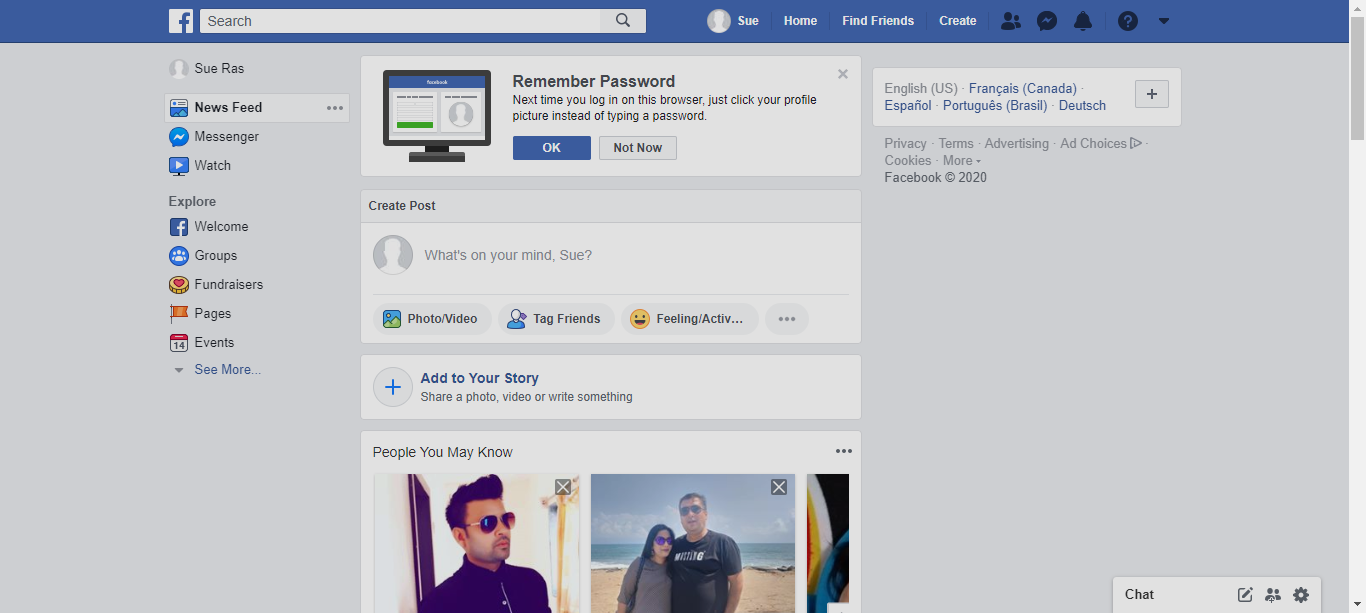 Search
Sue
Home
Find Friends
Create
Sue Ras
News Feed
Messenger
Watch
Explore
Welcome
Groups
Fundraisers
Pages
14
Events
See More...
facebook
Remember Password
Next time you log in on this browser, just click your profile
picture instead of typing a password.
OK
Not Now
Create Post
What's on your mind, Sue?
Photo/Video
Tag Friends
Feeling/Activ...
Add to Your Story
Share a photo, video or write something
People You May Know
English (US) · Français (Canada) ·
Español · Português (Brasil) · Deutsch
Privacy · Terms · Advertising · Ad Choices ·
Cookies · More
Facebook © 2020
Chat